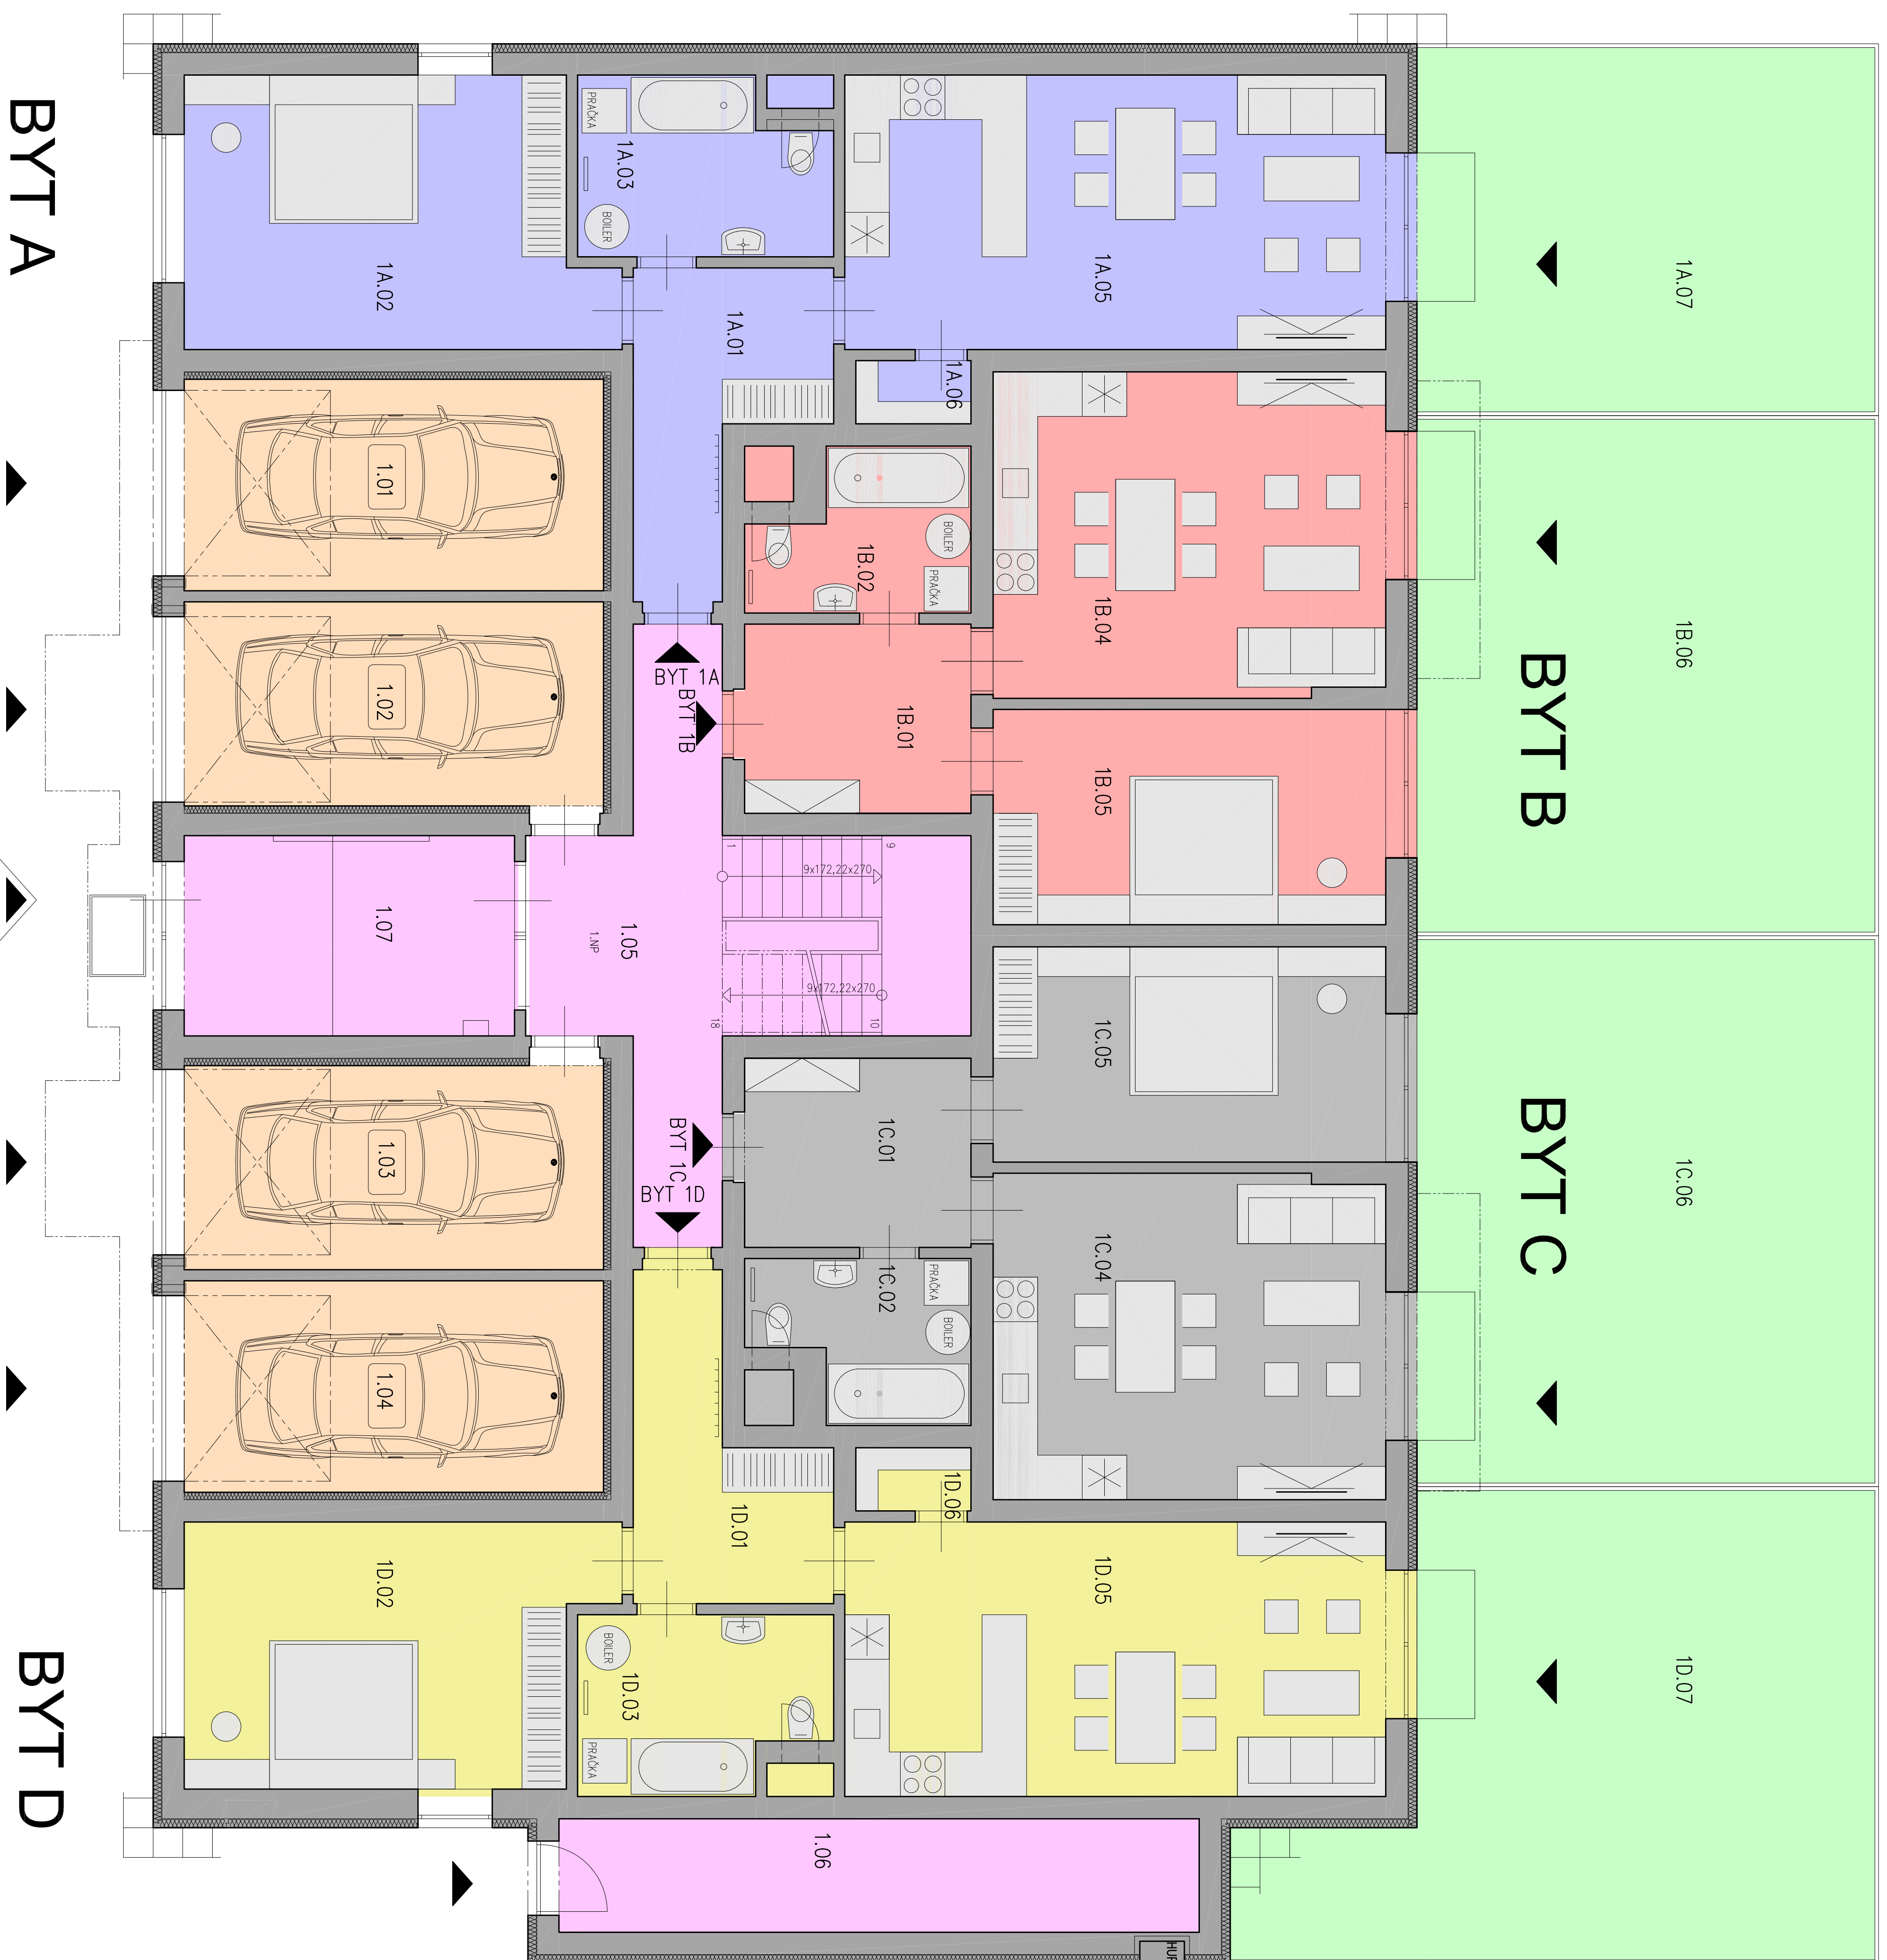 BYT A
BYT B
BYT C
BYT D
1A.07
1B.06
1C.06
1D.07
1A.05
1B.04
1B.05
1C.05
1C.04
1D.05
1A.06
BOILER
PRAČKA
1B.02
1B.01
1C.01
1C.02
PRAČKA
BOILER
1D.06
PRAČKA
1A.03
BOILER
1A.01
BYT 1A
BYT 1B
1
9
9x172,22x270
9x172,22x270
18
10
1.05
1.NP
BYT 1C
BYT 1D
1D.01
BOILER
1D.03
PRAČKA
1.06
1A.02
1.01
1.02
1.07
1.03
1.04
1D.02